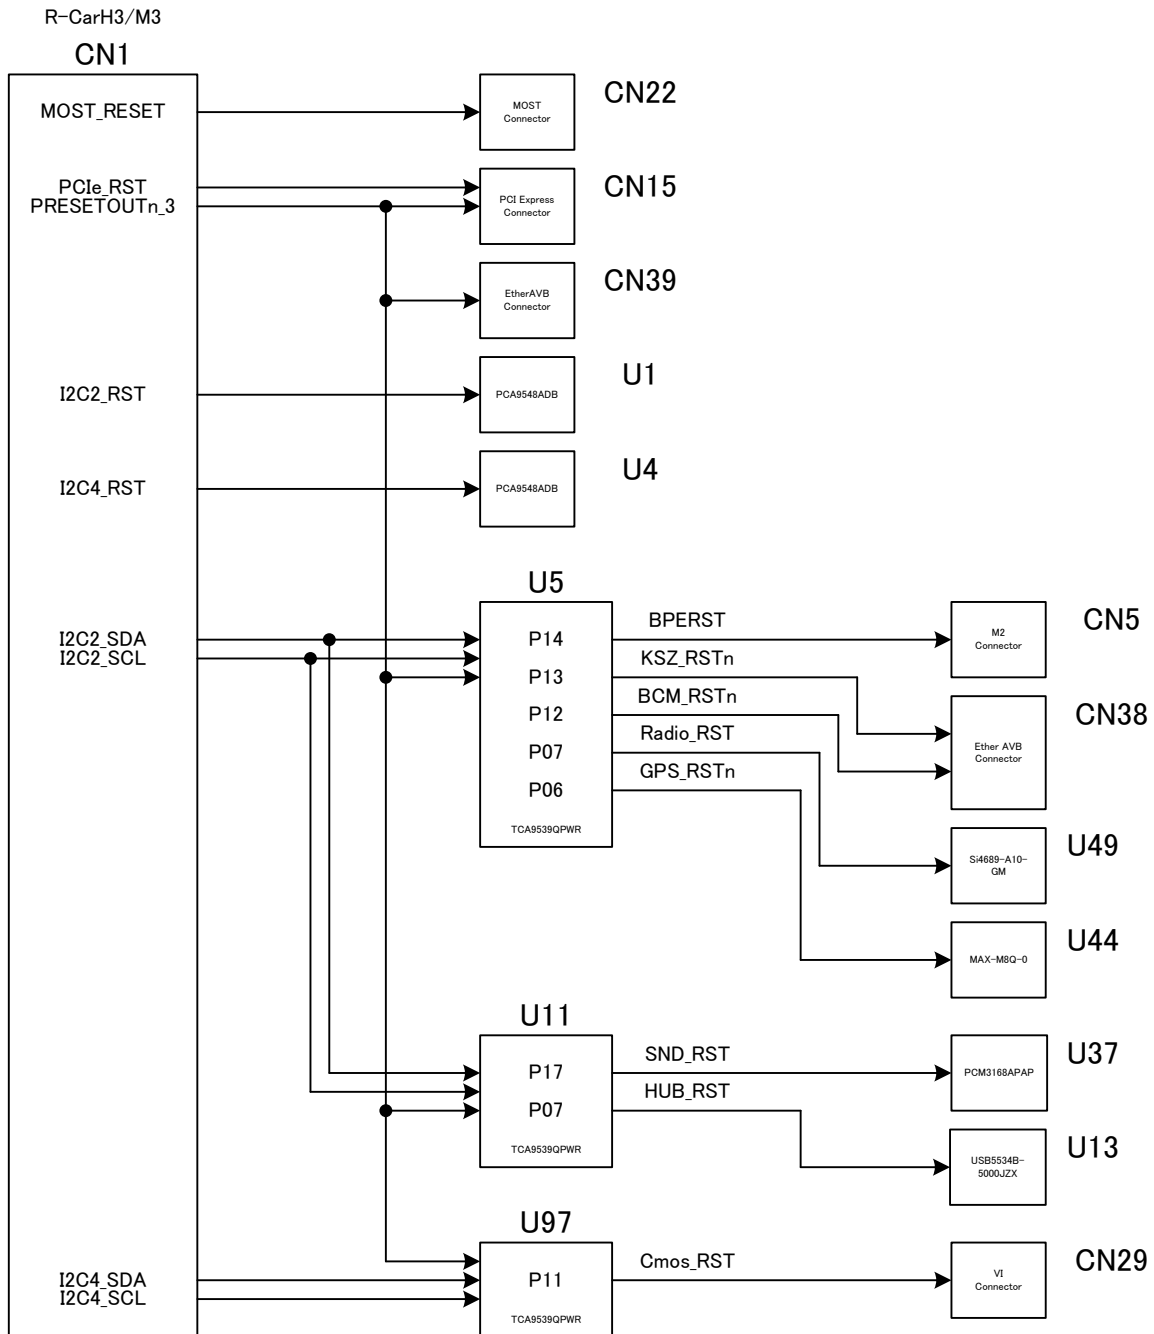 R-CarH3/M3
CN1
MOST_RESET
MOST
Connector
CN22
PCIe_RST
PRESETOUTn_3
PCI Express
Connector
CN15
EtherAVB
Connector
CN39
I2C2_RST
PCA9548ADB
U1
I2C4_RST
PCA9548ADB
U4
I2C2_SDA
I2C2_SCL
U5
P14
P13
P12
P07
P06
TCA9539QPWR
BPERST
KSZ_RSTn
BCM_RSTn
Radio_RST
GPS_RSTn
M2
Connector
CN5
Ether AVB
Connector
CN38
Si4689-A10-
GM
U49
MAX-M8Q-0
U44
U11
P17
P07
TCA9539QPWR
SND_RST
HUB_RST
PCM3168APAP
U37
USB5534B-
5000JZX
U13
I2C4_SDA
I2C4_SCL
U97
P11
TCA9539QPWR
Cmos_RST
VI
Connector
CN29